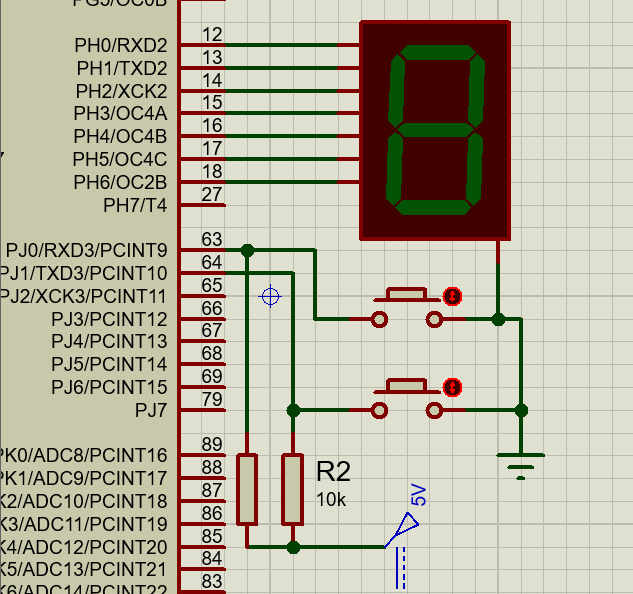 PG5/OC0B
PH0/RXD2 12
PH1/TXD2 13
PH2/XCK2 14
PH3/OC4A 15
PH4/OC4B 16
PH5/OC4C 17
PH6/OC2B 18
PH7/T4 27
PJ0/RXD3/PCINT9 63
PJ1/TXD3/PCINT10 64
PJ2/XCK3/PCINT11 65
PJ3/PCINT12 66
PJ4/PCINT13 67
PJ5/PCINT14 68
PJ6/PCINT15 69
PJ7 79
PK0/ADC8/PCINT16 89
PK1/ADC9/PCINT17 88
K2/ADC10/PCINT18 87
K3/ADC11/PCINT19 86
K4/ADC12/PCINT20 85
K5/ADC13/PCINT21 84
K6/ADC14/PCINT22 83
R2
10k
5V